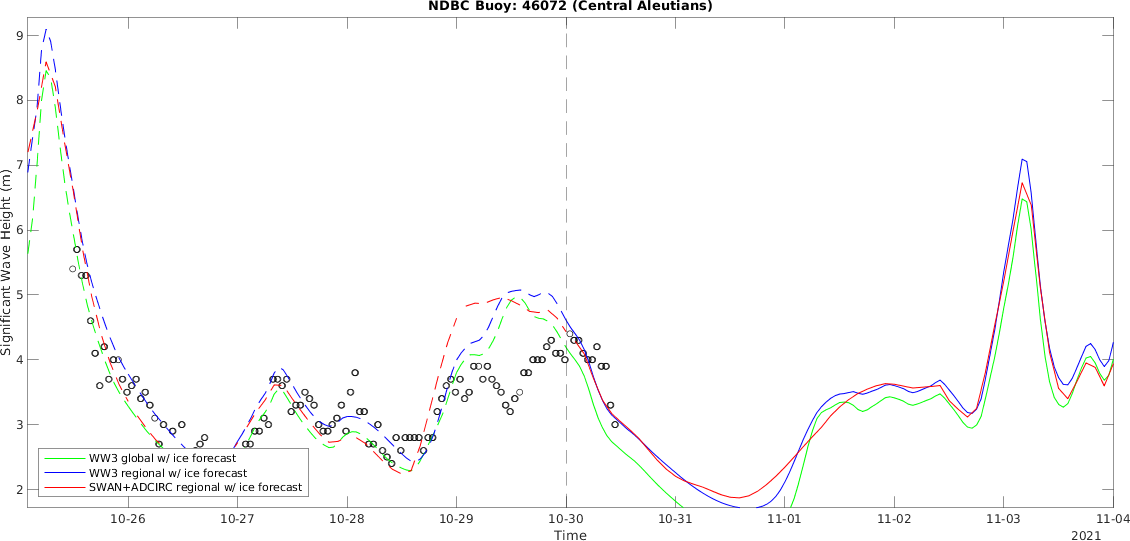 NDBC Buoy: 46072 (Central Aleutians)
Significant Wave Height (m)
9
8
7
6
5
4
3
2
WW3 global w/ ice forecast
WW3 regional w/ ice forecast
SWAN+ADCIRC regional w/ ice forecast
10-26 10-27 10-28 10-29 10-30 10-31 11-01 11-02 11-03 11-04
Time
2021